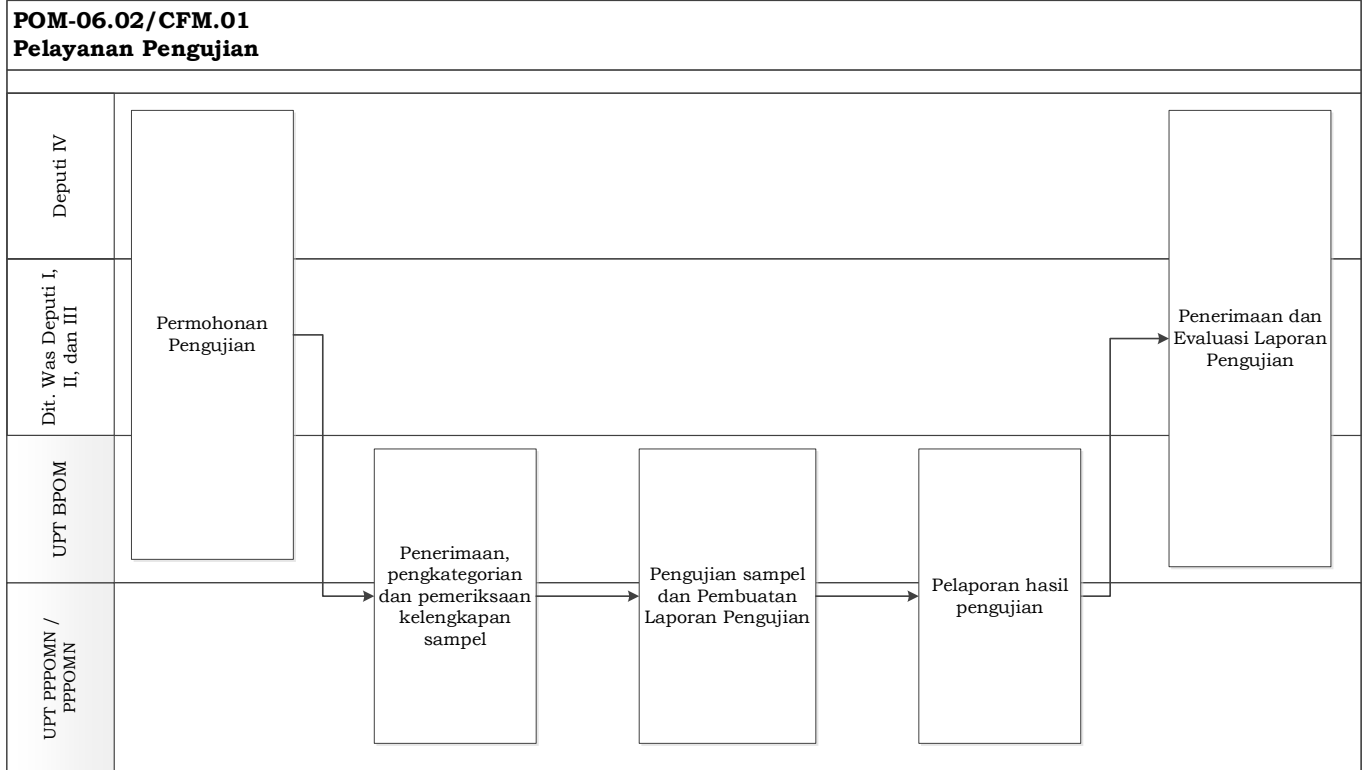 POM-06.02/CFM.01
Pelayanan Pengujian
Deputi IV
Dit. Was Deputi I,
II, dan III
UPT BPOM
UPT PPPOMN /
PPPOMN
Permohonan
Pengujian
Penerimaan,
pengkategorian
dan pemeriksaan
kelengkapan
sampel
Pengujian sampel
dan Pembuatan
Laporan Pengujian
Pelaporan hasil
pengujian
Penerimaan dan
Evaluasi Laporan
Pengujian